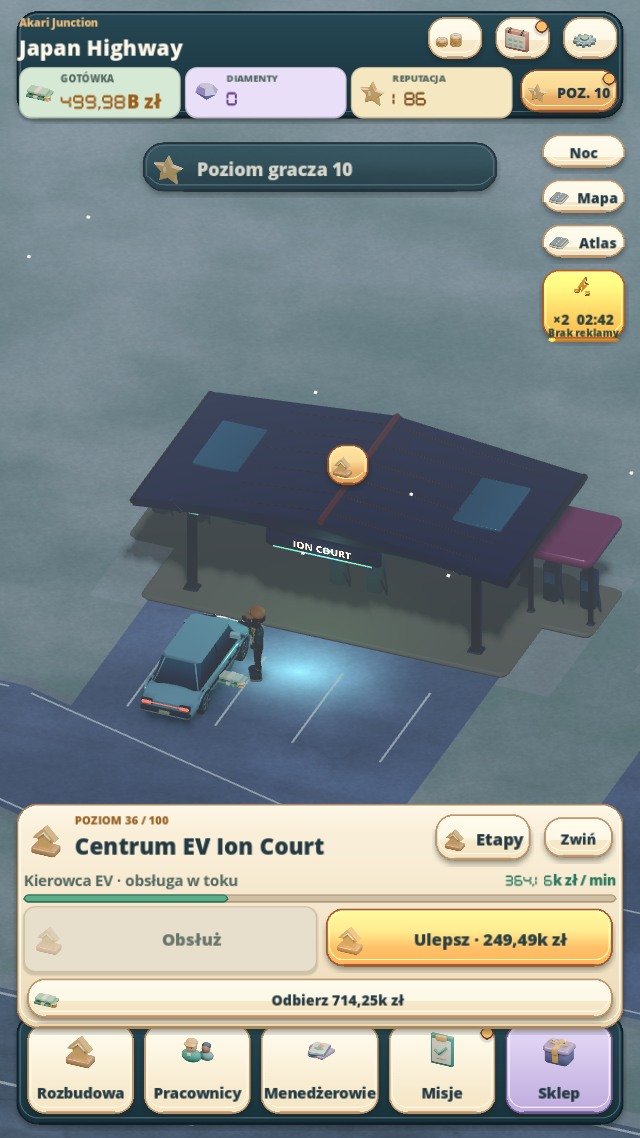 Akari Junction
Japan Highway
GOTÓWKA
499,98B zł
DIAMENTY
0
REPUTACJA
186
POZ. 10
Poziom gracza 10
Noc
Mapa
Atlas
×2 02:42
Brak reklamy
ION COURT
POZIOM 36 / 100
Centrum EV Ion Court
Etapy
Zwiń
Kierowca EV · obsługa w toku
364,16k zł / min
Obsłuż
Ulepsz · 249,49k zł
Odbierz 714,25k zł
Rozbudowa
Pracownicy
Menedżerowie
Misje
Sklep